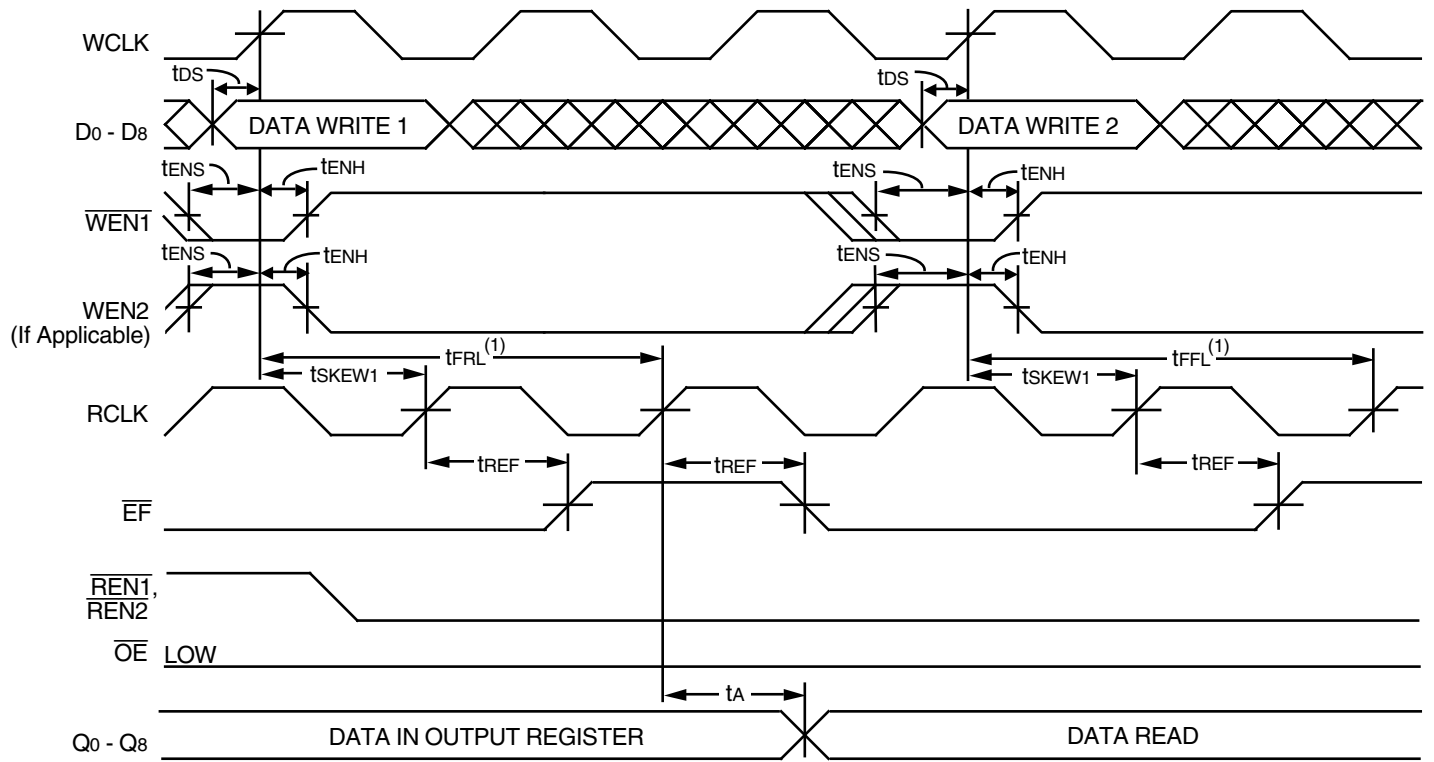 WCLK
tDS tDS
D0 - D8 DATA WRITE 1 DATA WRITE 2
tENS tENH tENS tENH
WEN1
tENS tENH tENS tENH
WEN2
(If Applicable)
tFRL(1) tFFL(1)
tSKEW1 tSKEW1
RCLK
tREF tREF tREF
EF
REN1,
REN2
OE LOW
tA
Q0 - Q8 DATA IN OUTPUT REGISTER DATA READ